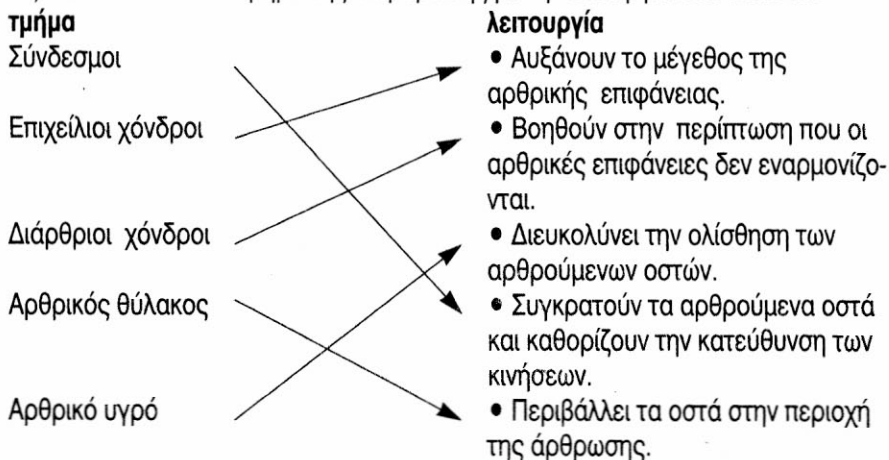 τμήμα
Σύνδεσμοι
Επιχείλιοι χόνδροι
Διάρθριοι χόνδροι
Αρθρικός θύλακος
Αρθρικό υγρό
λειτουργία
• Αυξάνουν το μέγεθος της
αρθρικής επιφάνειας.
• Βοηθούν στην περίπτωση που οι
αρθρικές επιφάνειες δεν εναρμονίζο-
νται.
• Διευκολύνει την ολίσθηση των
αρθρούμενων οστών.
• Συγκρατούν τα αρθρούμενα οστά
και καθορίζουν την κατεύθυνση των
κινήσεων.
• Περιβάλλει τα οστά στην περιοχή
της άρθρωσης.